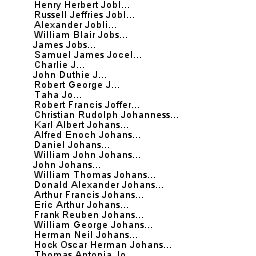 Henry Herbert Jobl...
Russell Jeffries Jobl...
Alexander Jobli...
William Blair Jobs...
James Jobs...
Samuel James Jocel...
Charlie J...
John Duthie J...
Robert George J...
Taha Jo...
Robert Francis Joffer...
Christian Rudolph Johanness...
Karl Albert Johans...
Alfred Enoch Johans...
Daniel Johans...
William John Johans...
John Johans...
William Thomas Johans...
Donald Alexander Johans...
Arthur Francis Johans...
Eric Arthur Johans...
Frank Reuben Johans...
William George Johans...
Herman Neil Johans...
Hock Oscar Herman Johans...
Thomas Antonia Jo